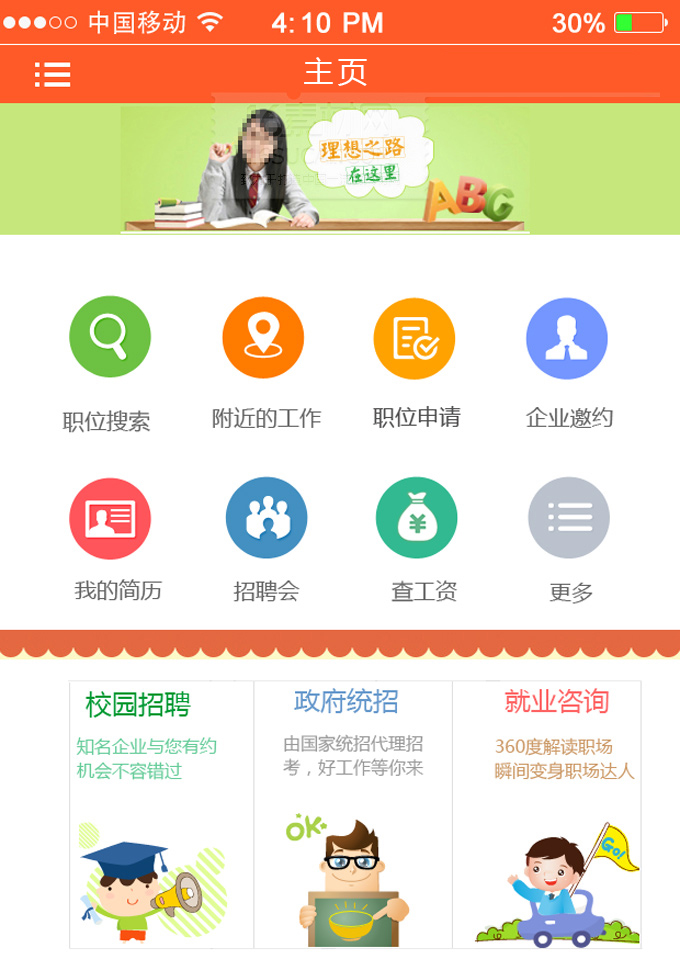 中国移动
4:10 PM
30%
主页
理想之路
在这里
ABC
职位搜索
附近的工作
职位申请
企业邀约
我的简历
招聘会
查工资
更多
校园招聘
知名企业与您有约
机会不容错过
政府统招
由国家统招代理招
考，好工作等你来
就业咨询
360度解读职场
瞬间变身职场达人
OK
Go!